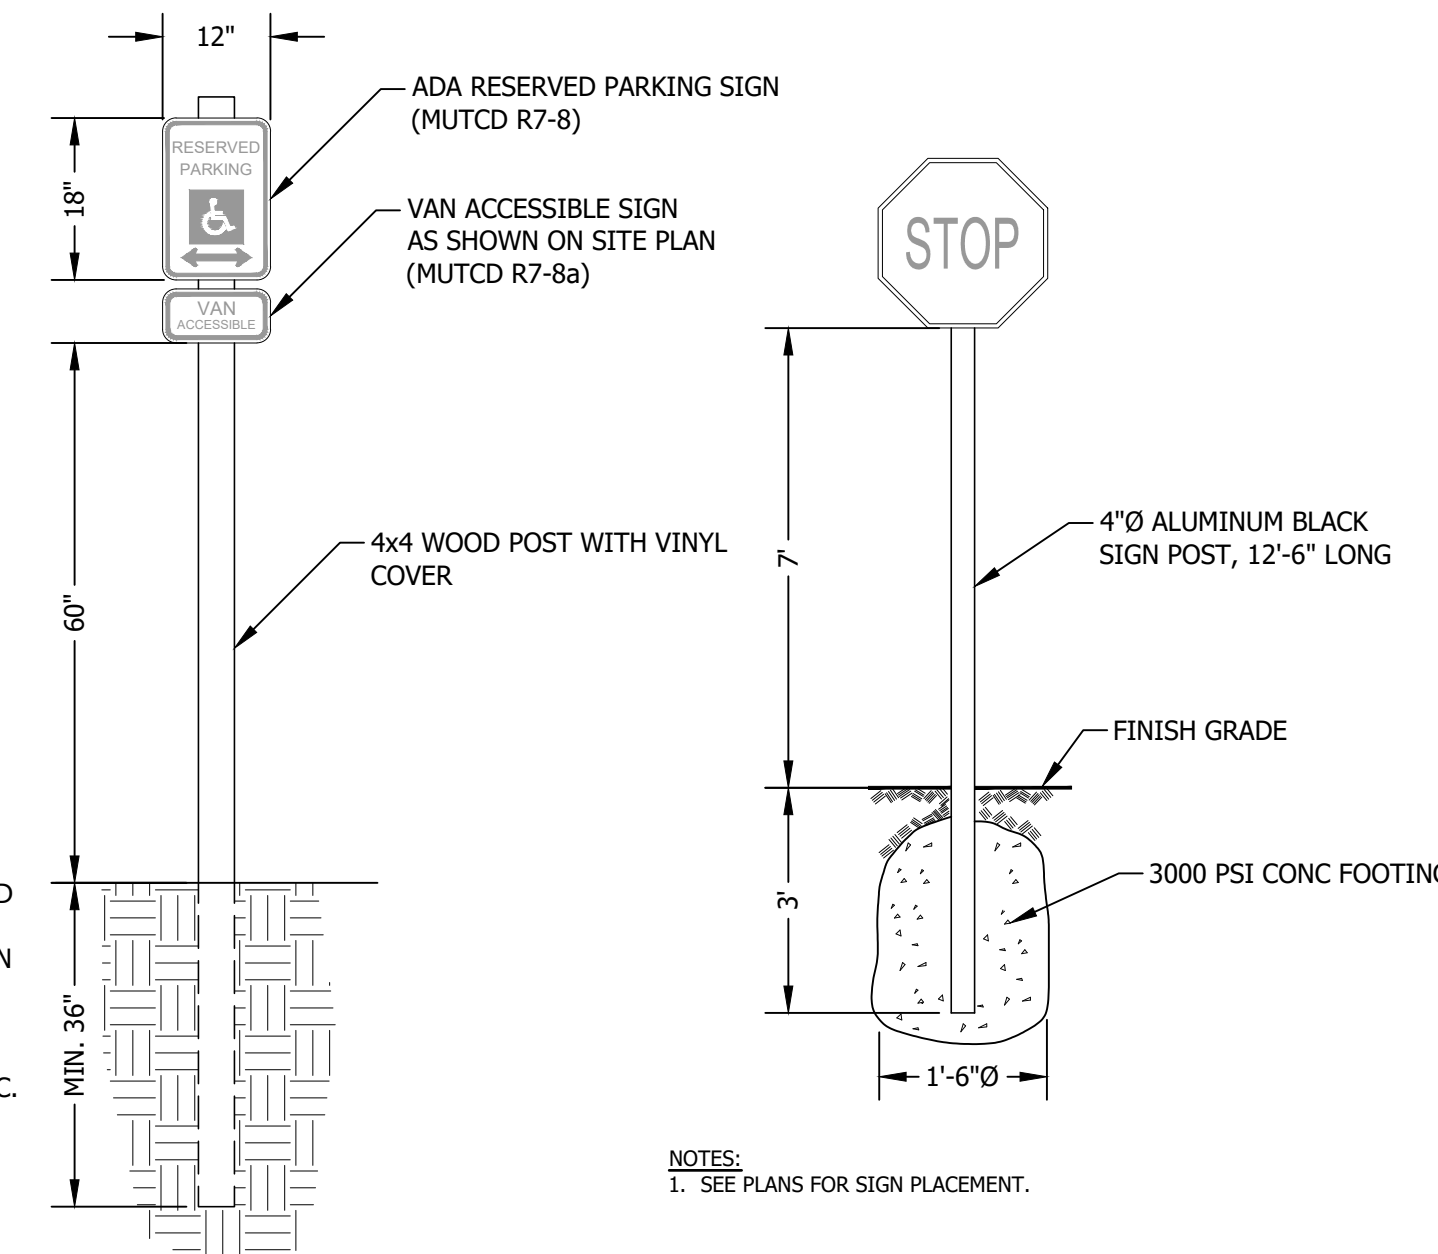 12"
ADA RESERVED PARKING SIGN
(MUTCD R7-8)
RESERVED
PARKING
18"
VAN ACCESSIBLE SIGN
AS SHOWN ON SITE PLAN
(MUTCD R7-8a)
VAN
ACCESSIBLE
4x4 WOOD POST WITH VINYL
COVER
60"
MIN. 36"
D
N
C.
STOP
7'
4"Ø ALUMINUM BLACK
SIGN POST, 12'-6" LONG
FINISH GRADE
3'
3000 PSI CONC
1'-6"Ø
NOTES:
1. SEE PLANS FOR SIGN PLACEMENT.